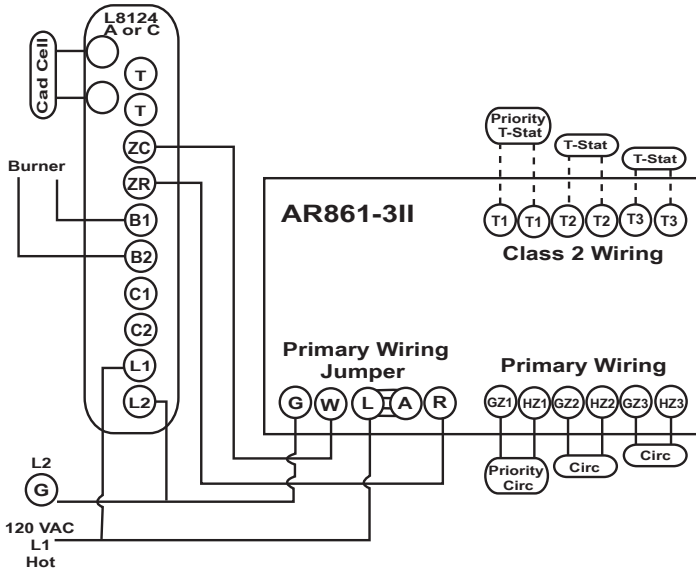 L8124
A or C
Cad Cell
T
T
ZC
ZR
Burner
B1
B2
C1
C2
L1
L2
L2
G
120 VAC
L1
Hot
AR861-3II
Priority
T-Stat
T-Stat
T-Stat
T1 T1 T2 T2 T3 T3
Class 2 Wiring
Primary Wiring
Jumper
G W L A R
Primary Wiring
GZ1 HZ1 GZ2 HZ2 GZ3 HZ3
Priority
Circ
Circ
Circ